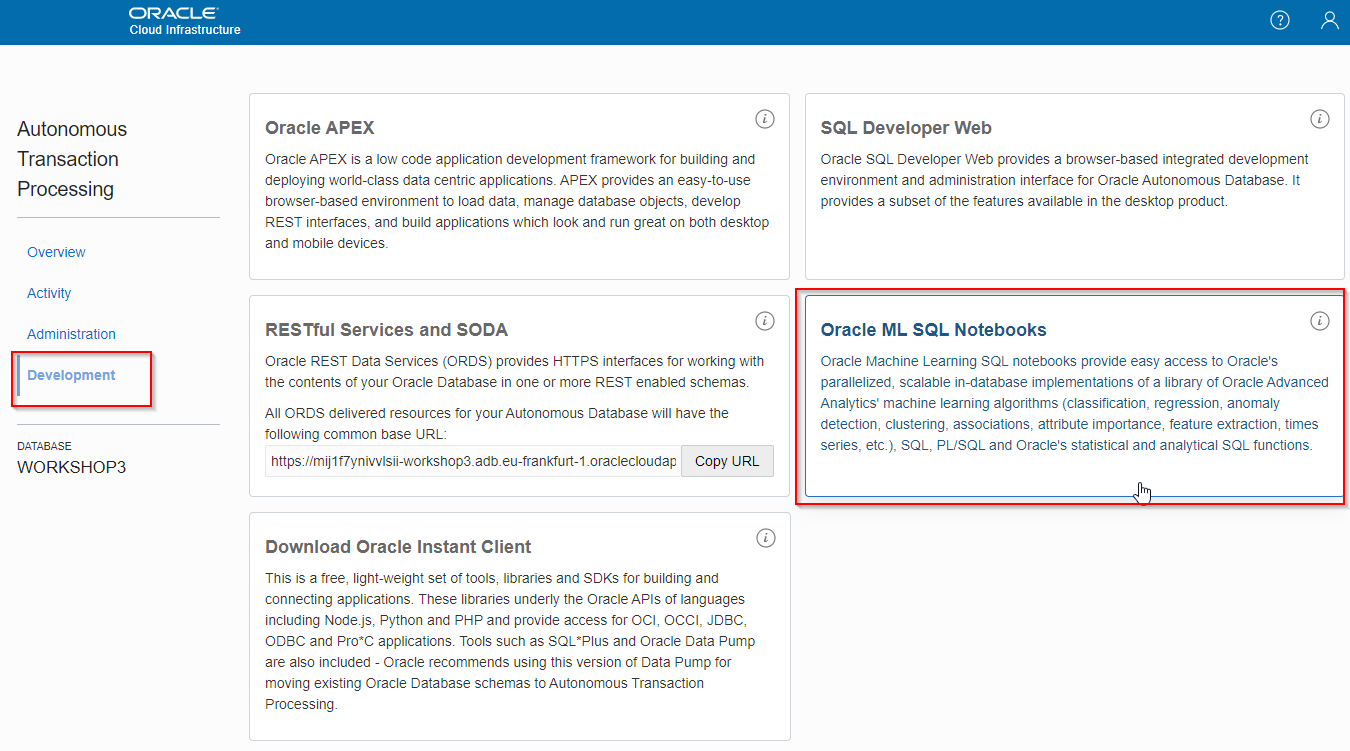 ORACLE
Cloud Infrastructure
Autonomous
Transaction
Processing
Overview
Activity
Administration
Development
DATABASE
WORKSHOP3
Oracle APEX
Oracle APEX is a low code application development framework for building and
deploying world-class data centric applications. APEX provides an easy-to-use
browser-based environment to load data, manage database objects, develop
REST interfaces, and build applications which look and run great on both desktop
and mobile devices.
SQL Developer Web
Oracle SQL Developer Web provides a browser-based integrated development
environment and administration interface for Oracle Autonomous Database. It
provides a subset of the features available in the desktop product.
RESTful Services and SODA
Oracle REST Data Services (ORDS) provides HTTPS interfaces for working with
the contents of your Oracle Database in one or more REST enabled schemas.
All ORDS delivered resources for your Autonomous Database will have the
following common base URL:
https://mij1f7ynivvlsii-workshop3.adb.eu-frankfurt-1.oraclecloudap
Copy URL
Oracle ML SQL Notebooks
Oracle Machine Learning SQL notebooks provide easy access to Oracle's
parallelized, scalable in-database implementations of a library of Oracle Advanced
Analytics' machine learning algorithms (classification, regression, anomaly
detection, clustering, associations, attribute importance, feature extraction, times
series, etc.), SQL, PL/SQL and Oracle's statistical and analytical SQL functions.
Download Oracle Instant Client
This is a free, light-weight set of tools, libraries and SDKs for building and
connecting applications. These libraries underly the Oracle APIs of languages
including Node.js, Python and PHP and provide access for OCI, OCCI, JDBC,
ODBC and Pro*C applications. Tools such as SQL*Plus and Oracle Data Pump
are also included - Oracle recommends using this version of Data Pump for
moving existing Oracle Database schemas to Autonomous Transaction
Processing.